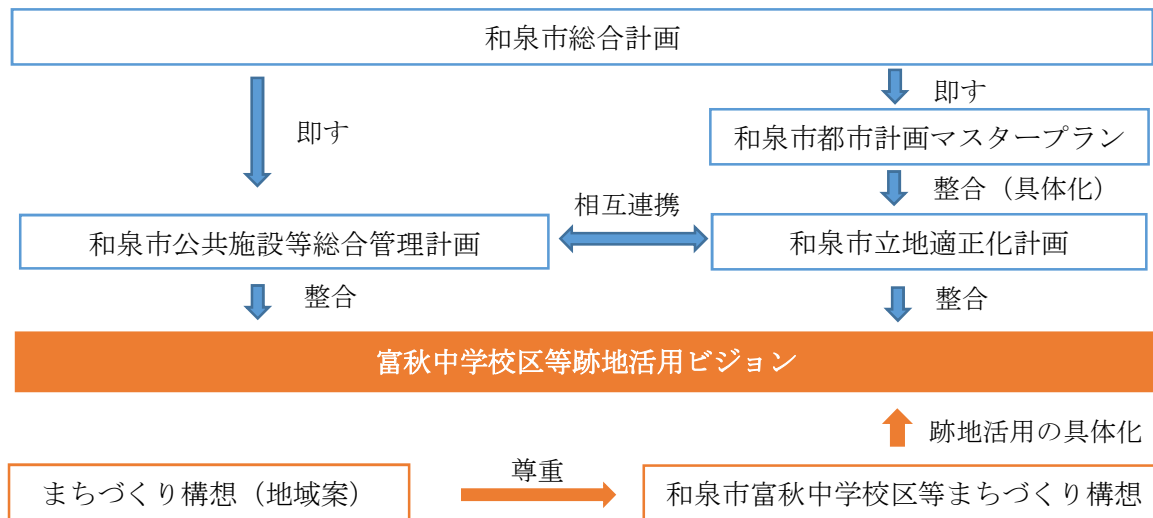 和泉市総合計画
即す
即す
和泉市都市計画マスタープラン
整合（具体化）
相互連携
和泉市公共施設等総合管理計画
和泉市立地適正化計画
整合
整合
富秋中学校区等跡地活用ビジョン
跡地活用の具体化
まちづくり構想（地域案）
尊重
和泉市富秋中学校区等まちづくり構想